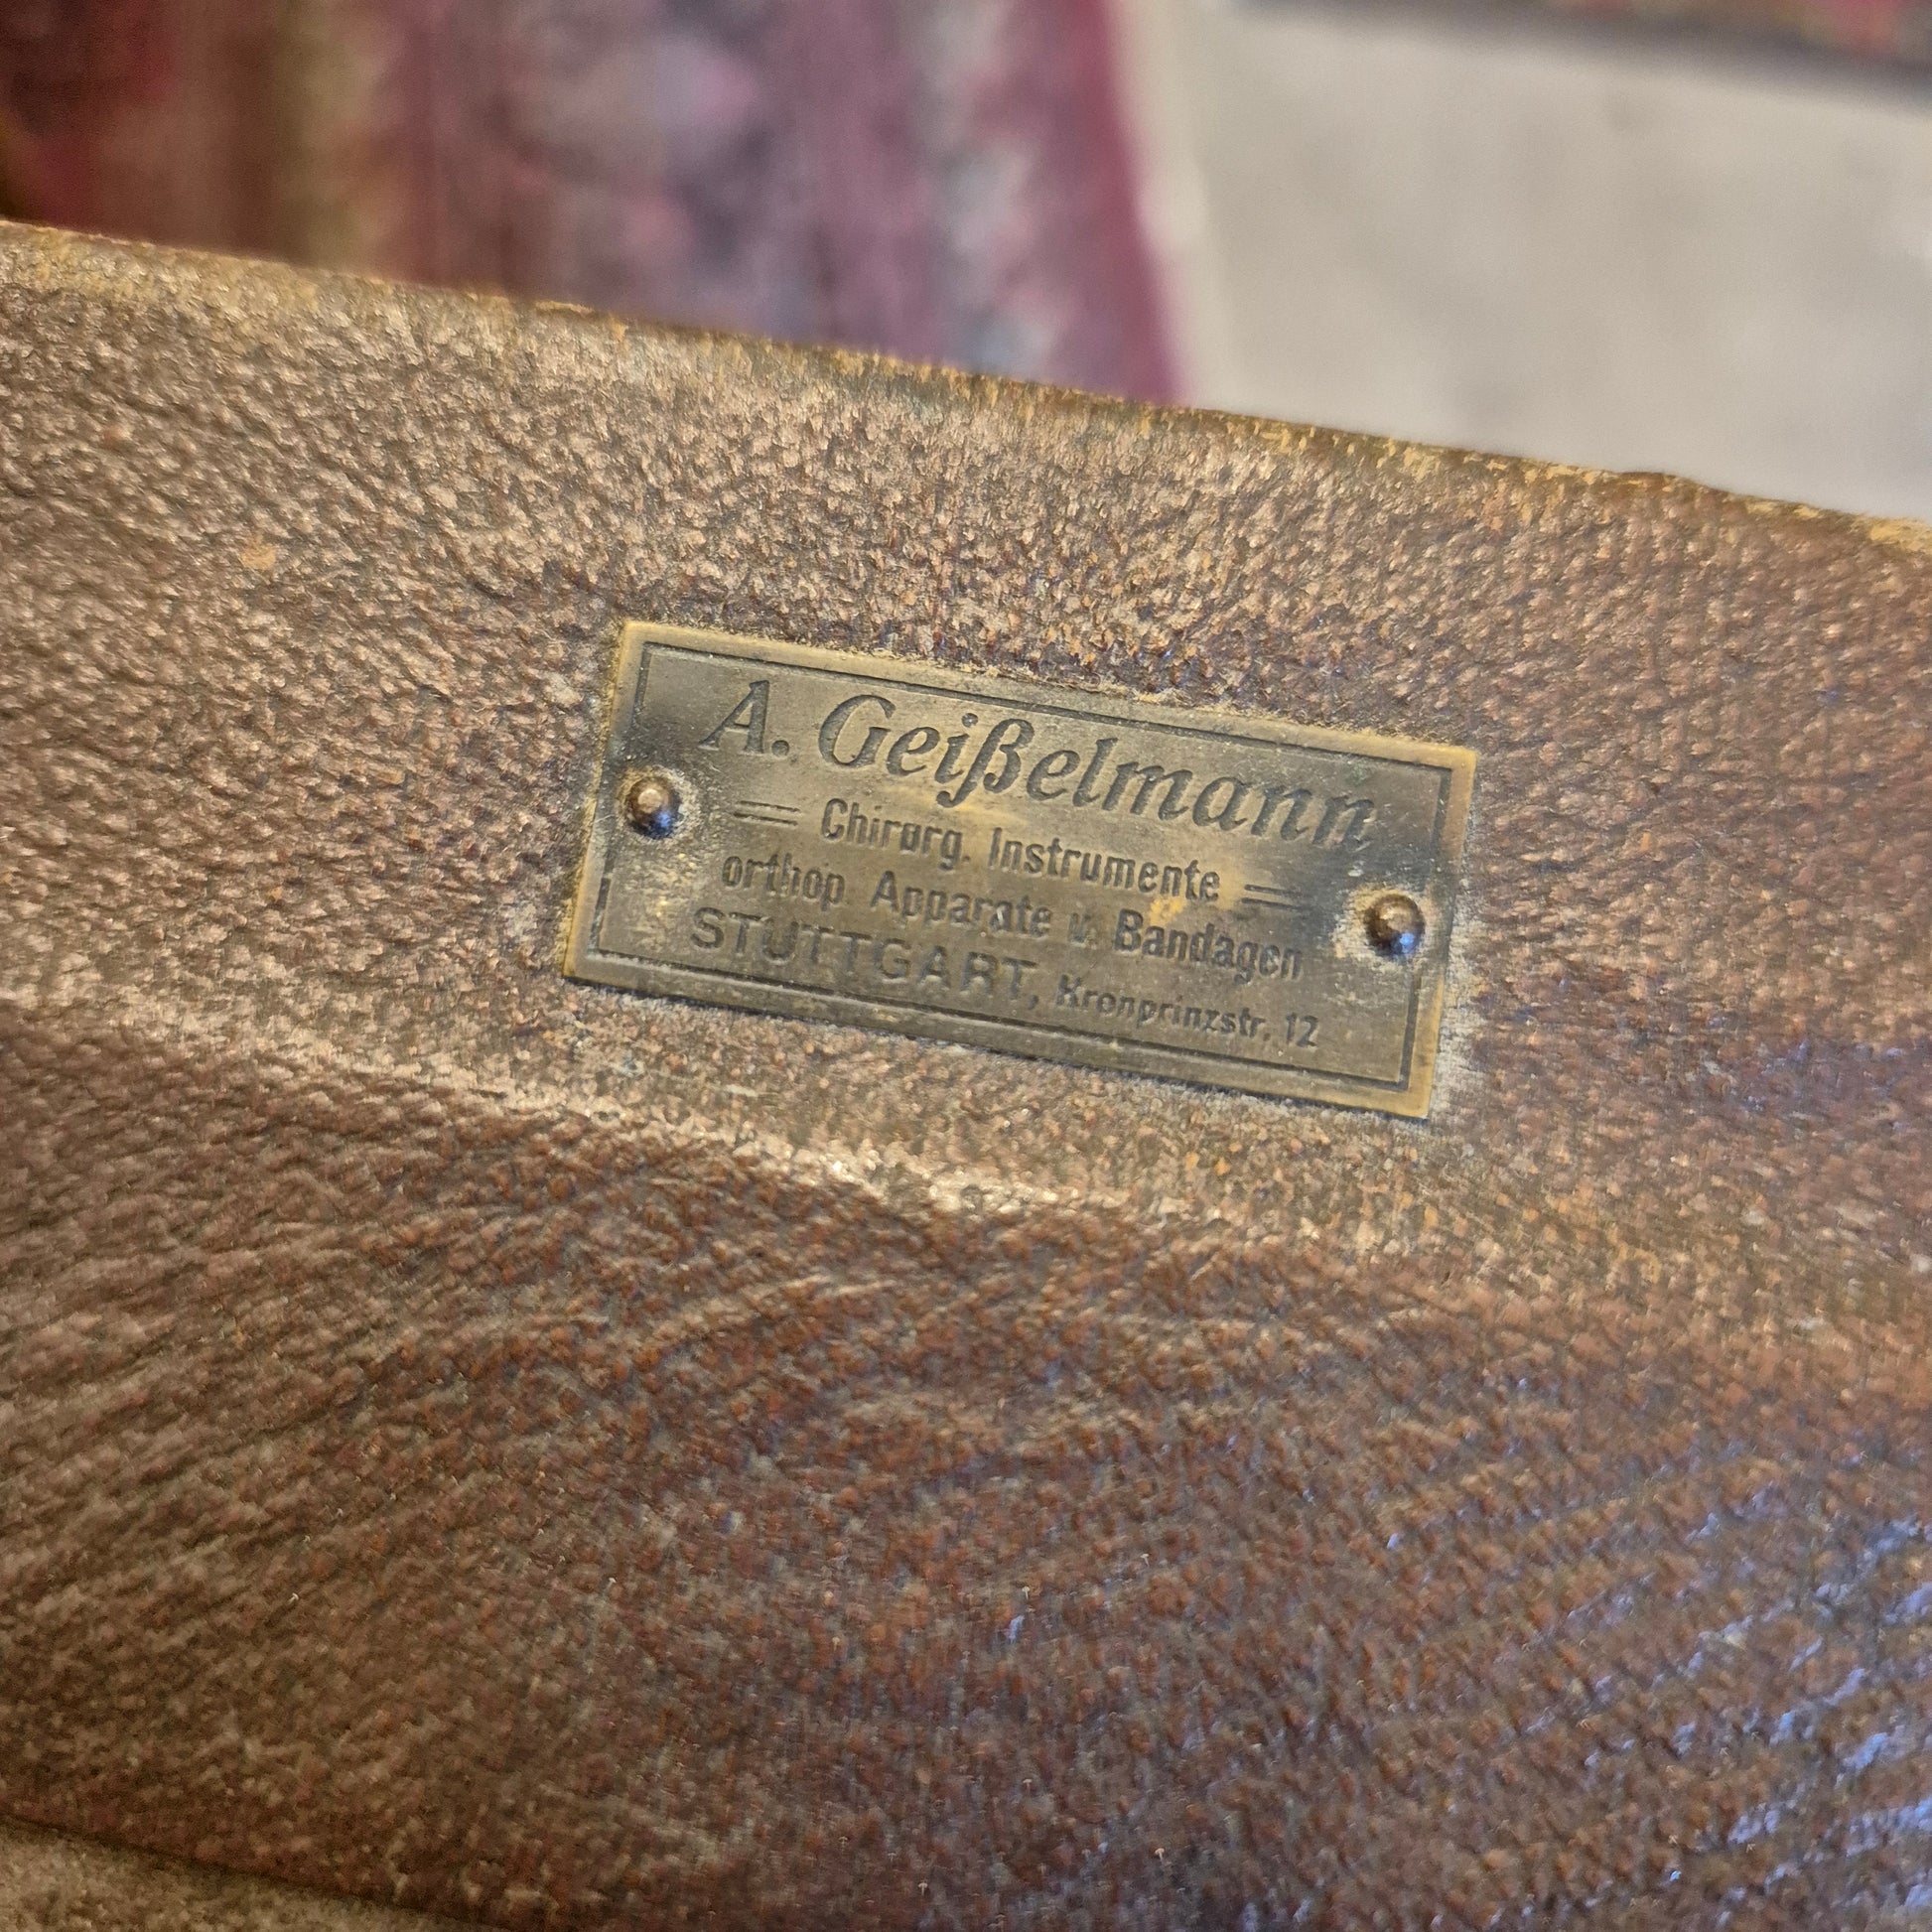 A. Geißelmann
Chirurg. Instrumente
orthop Apparate u. Bandagen
STUTTGART, Kronprinzstr. 12